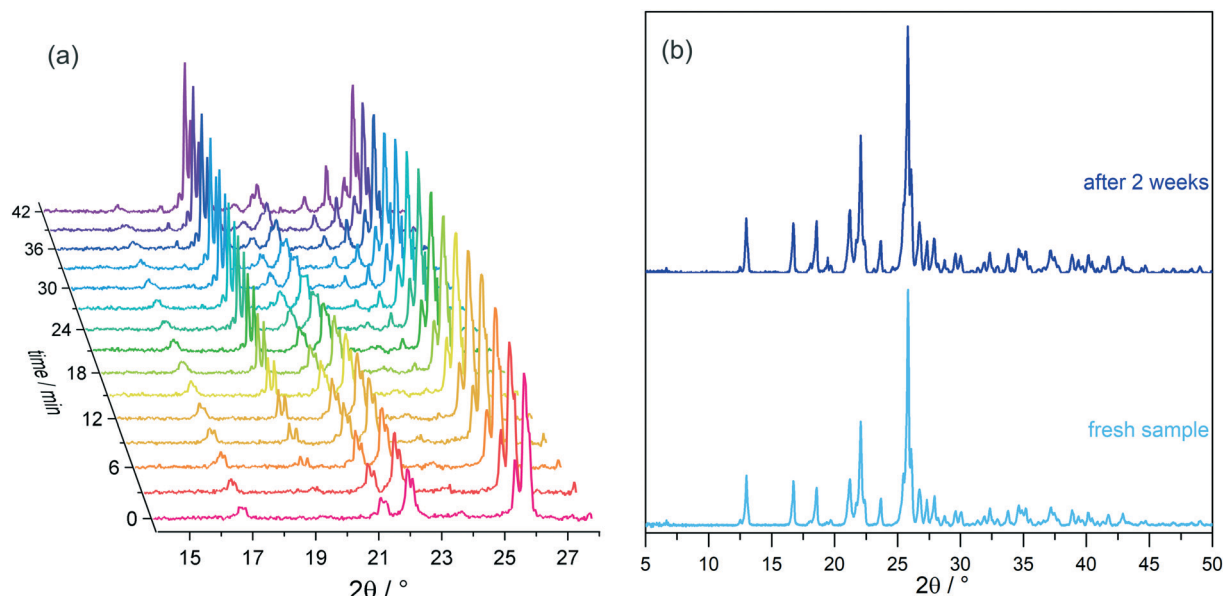 (a)
42
36
30
24
18
12
6
0
time / min
15 17 19 21 23 25 27
2θ / °
(b)
after 2 weeks
fresh sample
5 10 15 20 25 30 35 40 45 50
2θ / °